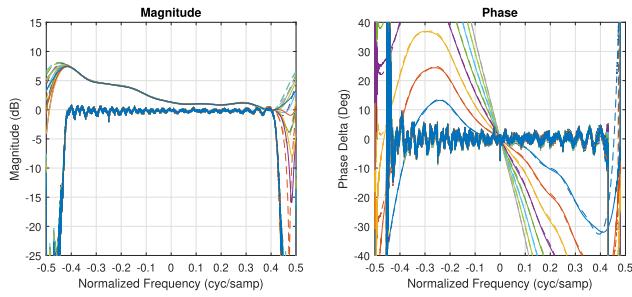 Magnitude
15
10
5
0
-5
-10
-15
-20
-25
Magnitude (dB)
-0.5 -0.4 -0.3 -0.2 -0.1 0 0.1 0.2 0.3 0.4 0.5
Normalized Frequency (cyc/samp)
Phase
40
30
20
10
0
-10
-20
-30
-40
Phase Delta (Deg)
-0.5 -0.4 -0.3 -0.2 -0.1 0 0.1 0.2 0.3 0.4 0.5
Normalized Frequency (cyc/samp)